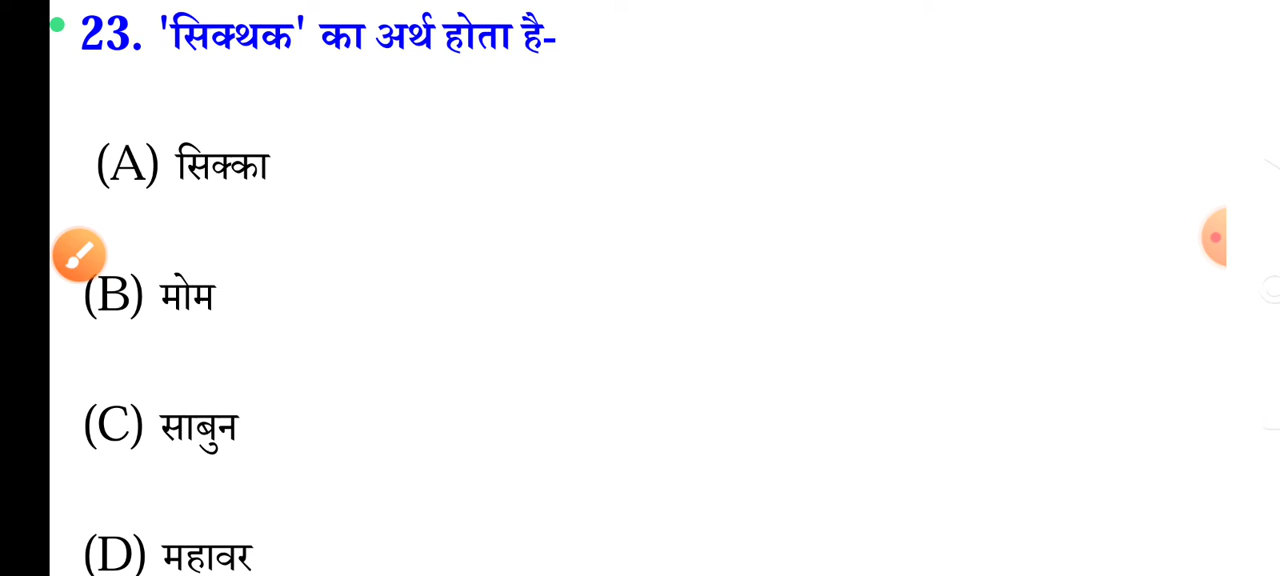 23. 'सिक्थक' का अर्थ होता है-
(A) सिक्का
(B) मोम
(C) साबुन
(D) महावर